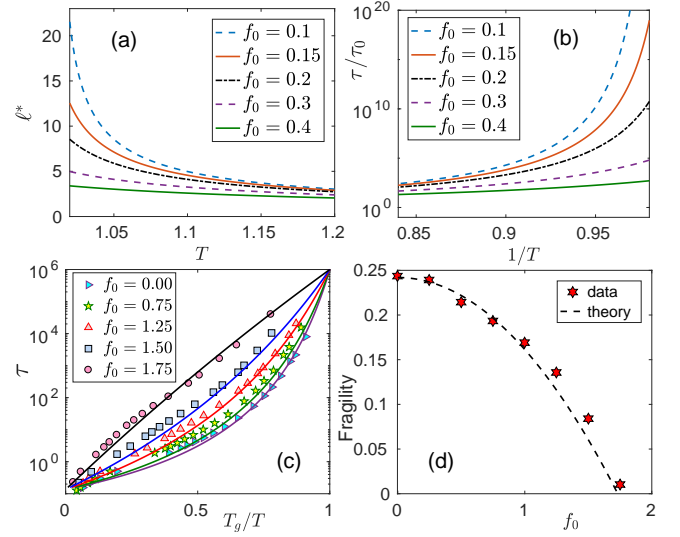 20
15
10
5
0
ℓ*
(a)
f₀ = 0.1
f₀ = 0.15
f₀ = 0.2
f₀ = 0.3
f₀ = 0.4
1.05 1.1 1.15 1.2
T
10²⁰
10¹⁰
10⁰
τ/τ₀
(b)
f₀ = 0.1
f₀ = 0.15
f₀ = 0.2
f₀ = 0.3
f₀ = 0.4
0.85 0.9 0.95
1/T
10⁶
10⁴
10²
10⁰
τ
f₀ = 0.00
f₀ = 0.75
f₀ = 1.25
f₀ = 1.50
f₀ = 1.75
(c)
0 0.5 1
T_g/T
0.25
0.2
0.15
0.1
0.05
0
Fragility
data
theory
(d)
0 1 2
f₀